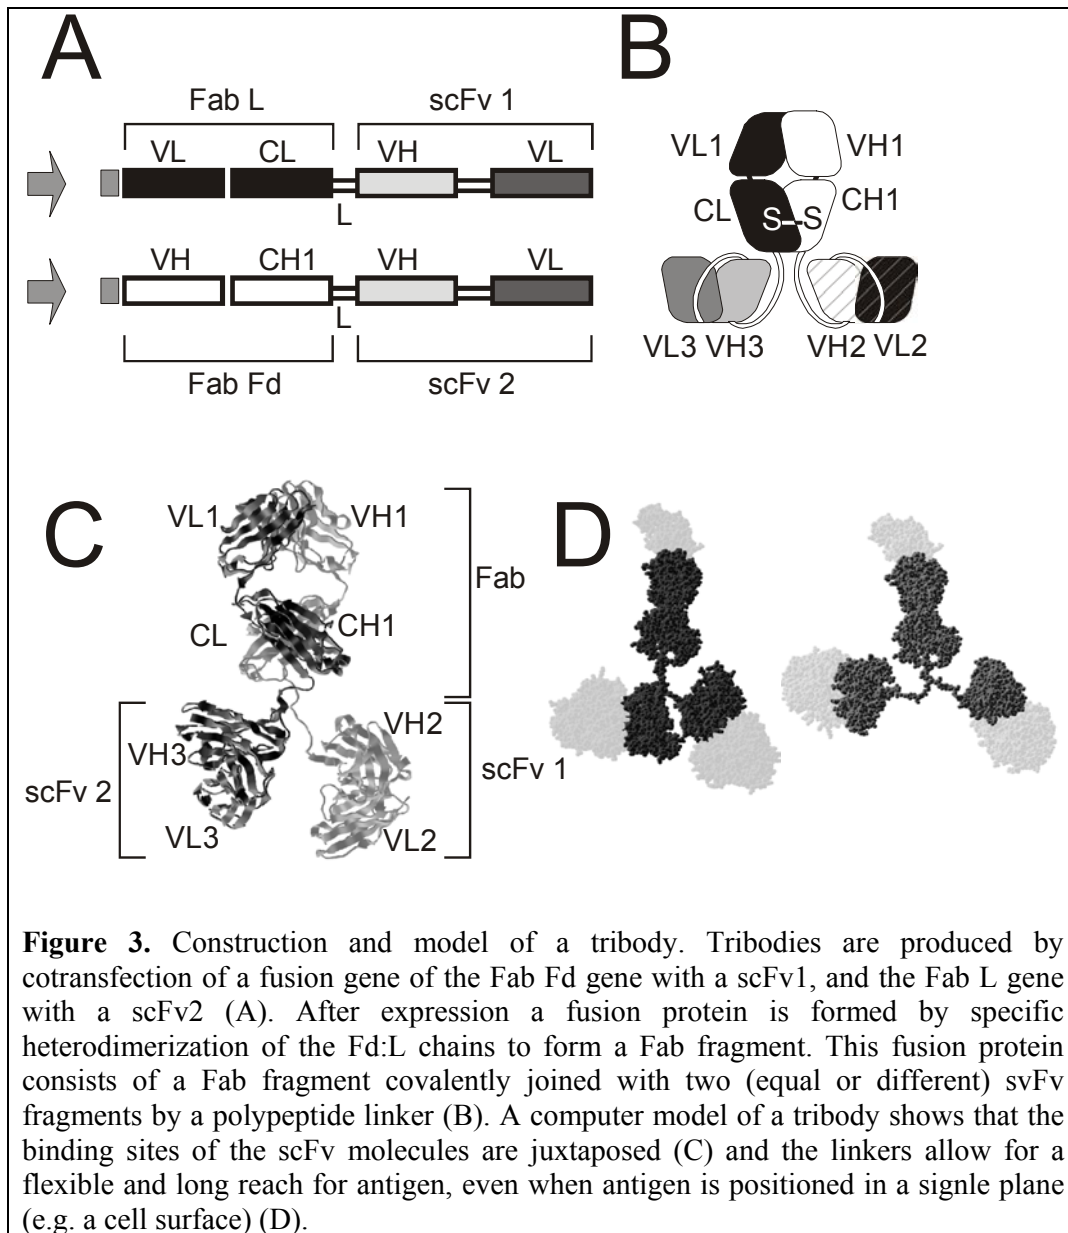 A
B
Fab L
scFv 1
VL
CL
VH
VL
L
VH
CH1
VH
VL
L
Fab Fd
scFv 2
VL1
VH1
CL
CH1
S
S
VL3
VH3
VH2
VL2
C
D
VL1
VH1
Fab
CL
CH1
VH3
VH2
scFv 2
scFv 1
VL3
VL2
Figure 3. Construction and model of a tribody. Tribodies are produced by
cotransfection of a fusion gene of the Fab Fd gene with a scFv1, and the Fab L gene
with a scFv2 (A). After expression a fusion protein is formed by specific
heterodimerization of the Fd:L chains to form a Fab fragment. This fusion protein
consists of a Fab fragment covalently joined with two (equal or different) svFv
fragments by a polypeptide linker (B). A computer model of a tribody shows that the
binding sites of the scFv molecules are juxtaposed (C) and the linkers allow for a
flexible and long reach for antigen, even when antigen is positioned in a signle plane
(e.g. a cell surface) (D).